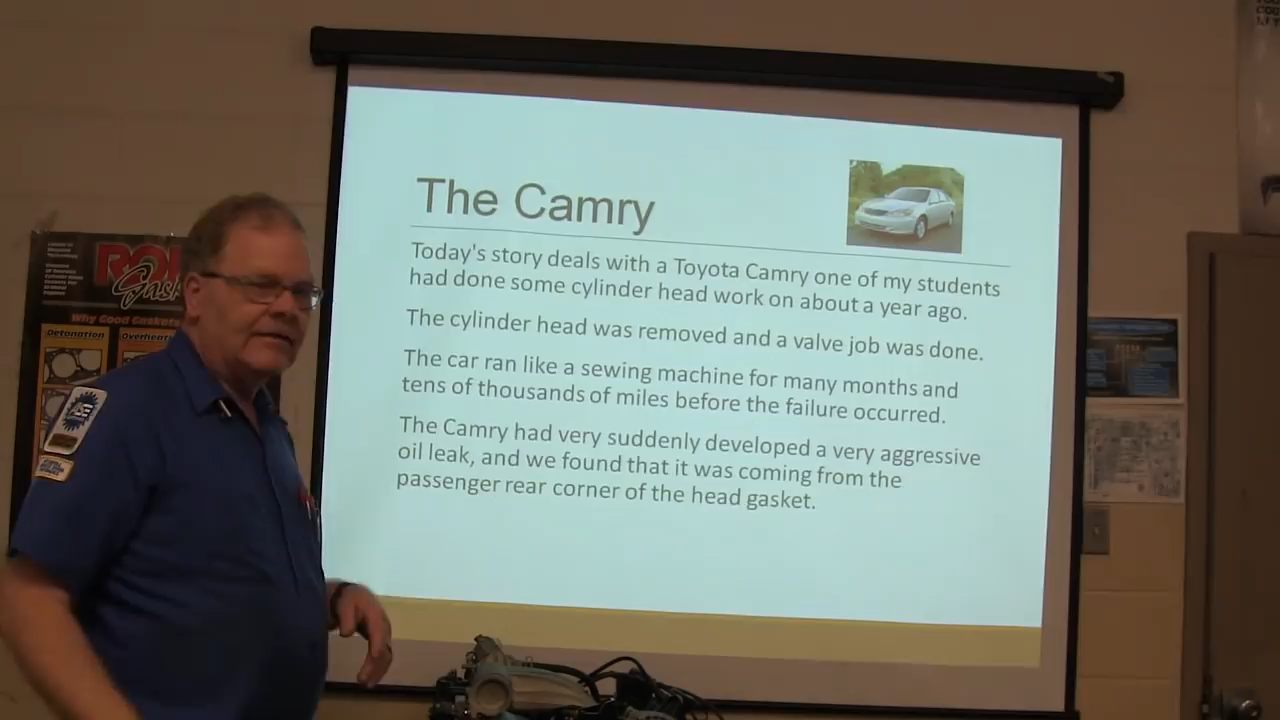 The Camry
Today's story deals with a Toyota Camry one of my students
had done some cylinder head work on about a year ago.
The cylinder head was removed and a valve job was done.
The car ran like a sewing machine for many months and
tens of thousands of miles before the failure occurred.
The Camry had very suddenly developed a very aggressive
oil leak, and we found that it was coming from the
passenger rear corner of the head gasket.
Why Good Gaskets
Detonation